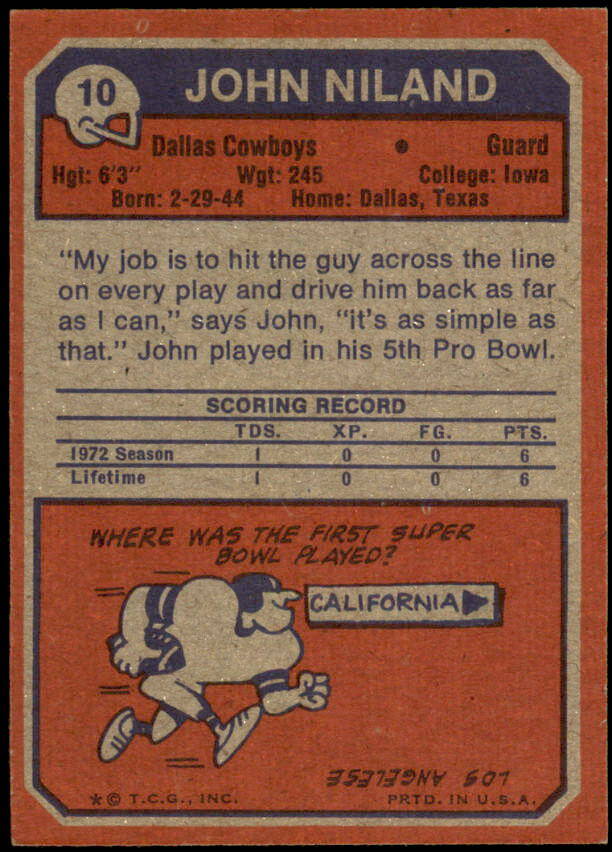 10
JOHN NILAND
Dallas Cowboys • Guard
Hgt: 6'3" Wgt: 245 College: Iowa
Born: 2-29-44 Home: Dallas, Texas
"My job is to hit the guy across the line
on every play and drive him back as far
as I can," says John, "it's as simple as
that." John played in his 5th Pro Bowl.
SCORING RECORD
TDS. XP. FG. PTS.
1972 Season 1 0 0 6
Lifetime 1 0 0 6
WHERE WAS THE FIRST SUPER
BOWL PLAYED?
CALIFORNIA
LOS ANGELESE
* © T.C.G., INC. PRTD. IN U.S.A.